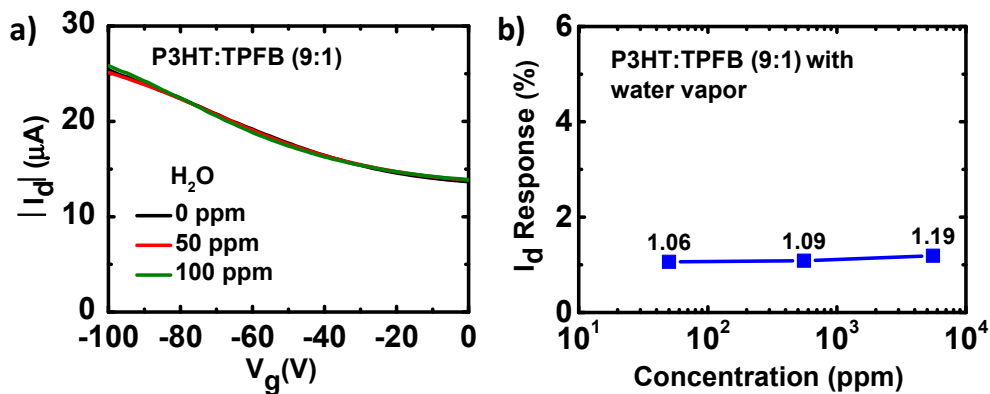 a)
P3HT:TPFB (9:1)
30
20
10
0
|Id| (μA)
H2O
0 ppm
50 ppm
100 ppm
-100
-80
-60
-40
-20
0
Vg(V)
b)
P3HT:TPFB (9:1) with
water vapor
6
4
2
0
Id Response (%)
1.06
1.09
1.19
10^1
10^2
10^3
10^4
Concentration (ppm)